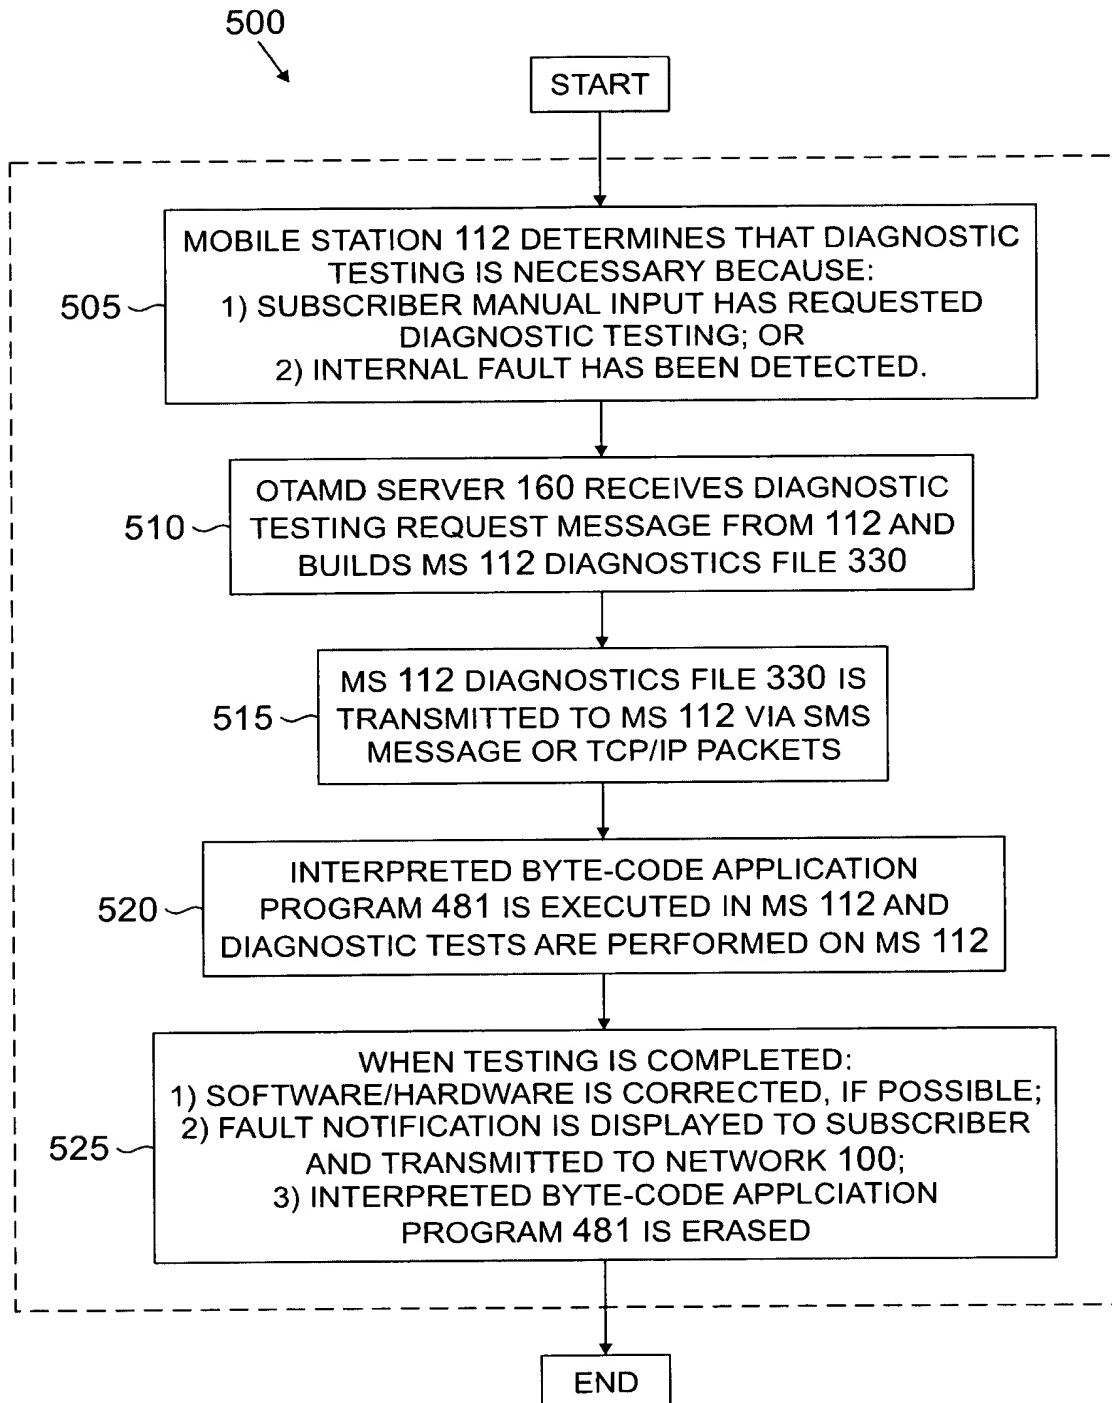 500
START
505
MOBILE STATION 112 DETERMINES THAT DIAGNOSTIC
TESTING IS NECESSARY BECAUSE:
1) SUBSCRIBER MANUAL INPUT HAS REQUESTED
DIAGNOSTIC TESTING; OR
2) INTERNAL FAULT HAS BEEN DETECTED.
510
OTAMD SERVER 160 RECEIVES DIAGNOSTIC
TESTING REQUEST MESSAGE FROM 112 AND
BUILDS MS 112 DIAGNOSTICS FILE 330
515
MS 112 DIAGNOSTICS FILE 330 IS
TRANSMITTED TO MS 112 VIA SMS
MESSAGE OR TCP/IP PACKETS
520
INTERPRETED BYTE-CODE APPLICATION
PROGRAM 481 IS EXECUTED IN MS 112 AND
DIAGNOSTIC TESTS ARE PERFORMED ON MS 112
525
WHEN TESTING IS COMPLETED:
1) SOFTWARE/HARDWARE IS CORRECTED, IF POSSIBLE;
2) FAULT NOTIFICATION IS DISPLAYED TO SUBSCRIBER
AND TRANSMITTED TO NETWORK 100;
3) INTERPRETED BYTE-CODE APPLCIATION
PROGRAM 481 IS ERASED
END